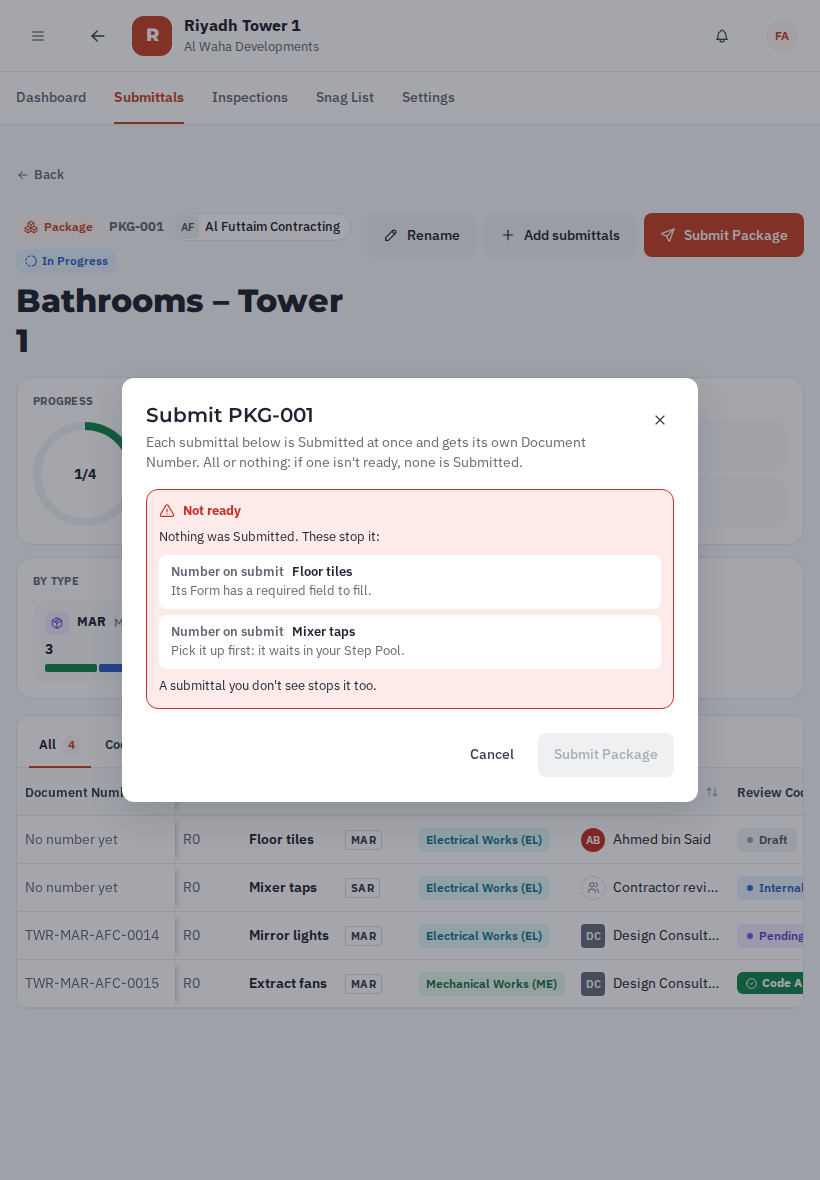 R
Riyadh Tower 1
Al Waha Developments
FA
Dashboard
Submittals
Inspections
Snag List
Settings
Back
Package
PKG-001
AF
Al Futtaim Contracting
In Progress
Rename
Add submittals
Submit Package
Bathrooms – Tower
1
PROGRESS
1/4
BY TYPE
MAR
3
Submit PKG-001
Each submittal below is Submitted at once and gets its own Document
Number. All or nothing: if one isn't ready, none is Submitted.
Not ready
Nothing was Submitted. These stop it:
Number on submit Floor tiles
Its Form has a required field to fill.
Number on submit Mixer taps
Pick it up first: it waits in your Step Pool.
A submittal you don't see stops it too.
Cancel
Submit Package
All 4
Document
Review
No number yet R0 Floor tiles MAR Electrical Works (EL) AB Ahmed bin Said Draft
No number yet R0 Mixer taps SAR Electrical Works (EL) Contractor revi... Internal
TWR-MAR-AFC-0014 R0 Mirror lights MAR Electrical Works (EL) DC Design Consult... Pending
TWR-MAR-AFC-0015 R0 Extract fans MAR Mechanical Works (ME) DC Design Consult... Code A